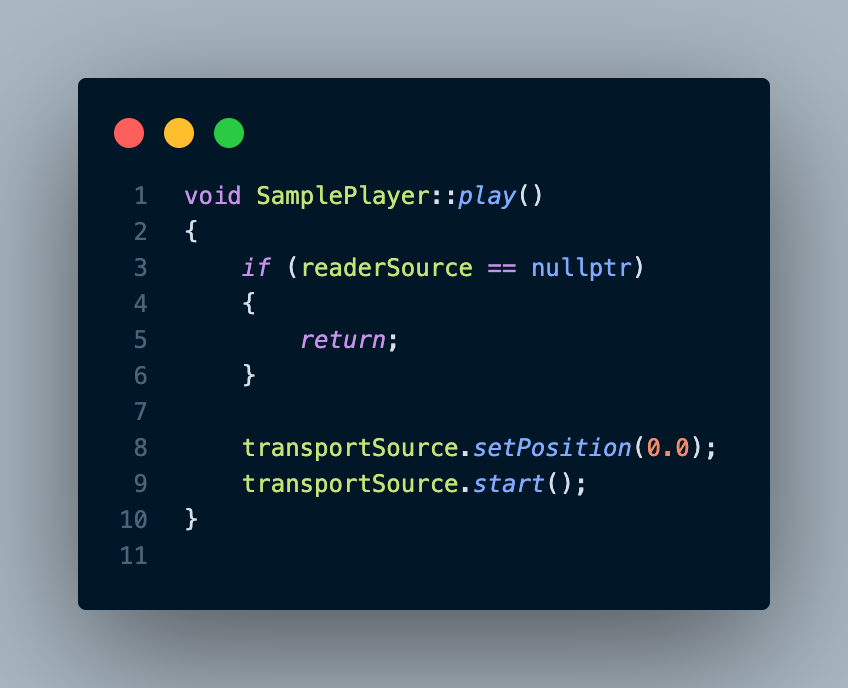 1 void SamplePlayer::play()
2 {
3     if (readerSource == nullptr)
4     {
5         return;
6     }
7
8     transportSource.setPosition(0.0);
9     transportSource.start();
10 }
11